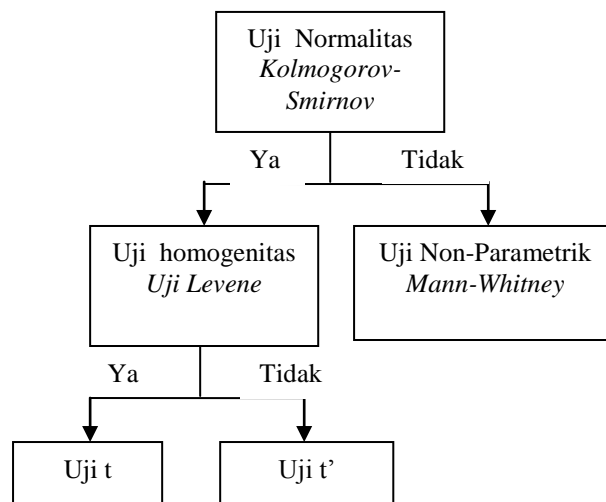 Uji Normalitas
Kolmogorov-
Smirnov
Ya
Tidak
Uji homogenitas
Uji Levene
Uji Non-Parametrik
Mann-Whitney
Ya
Tidak
Uji t
Uji t’